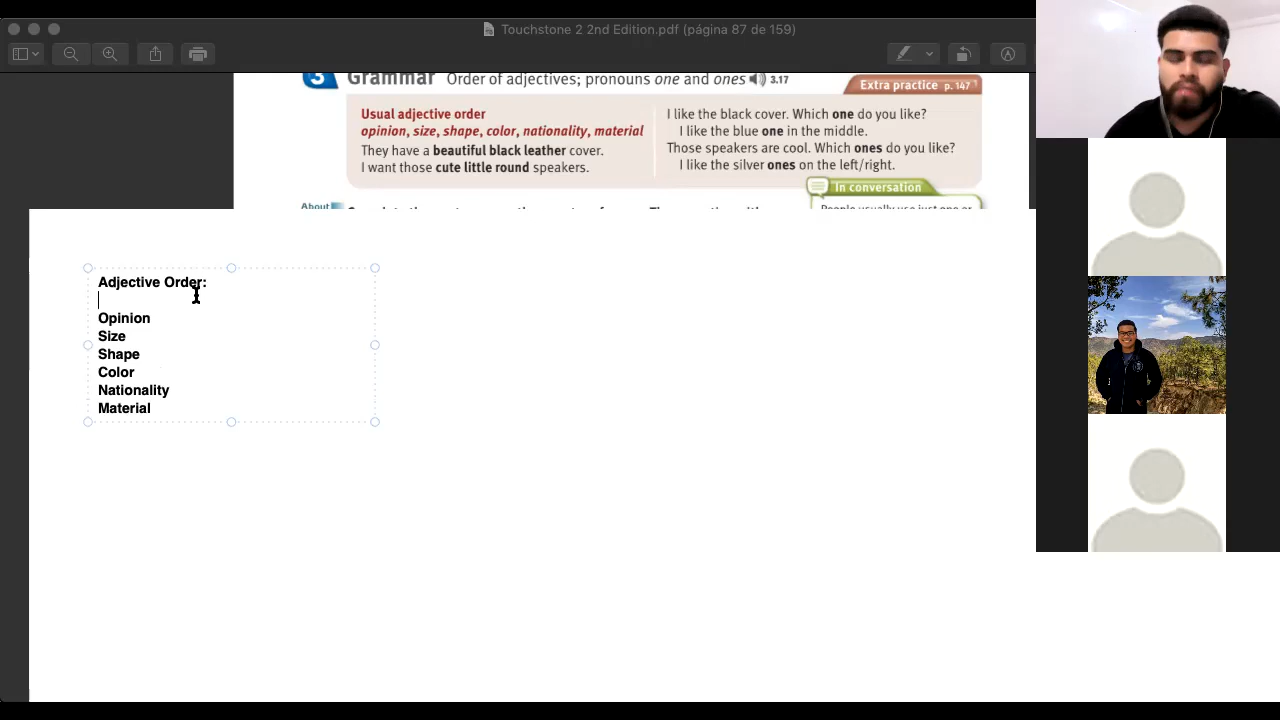 Touchstone 2 2nd Edition.pdf (página 87 de 159)
3 Grammar Order of adjectives; pronouns one and ones 3.17
Extra practice p. 147
Usual adjective order
opinion, size, shape, color, nationality, material
They have a beautiful black leather cover.
I want those cute little round speakers.
I like the black cover. Which one do you like?
I like the blue one in the middle.
Those speakers are cool. Which ones do you like?
I like the silver ones on the left/right.
In conversation
About
Adjective Order:
Opinion
Size
Shape
Color
Nationality
Material